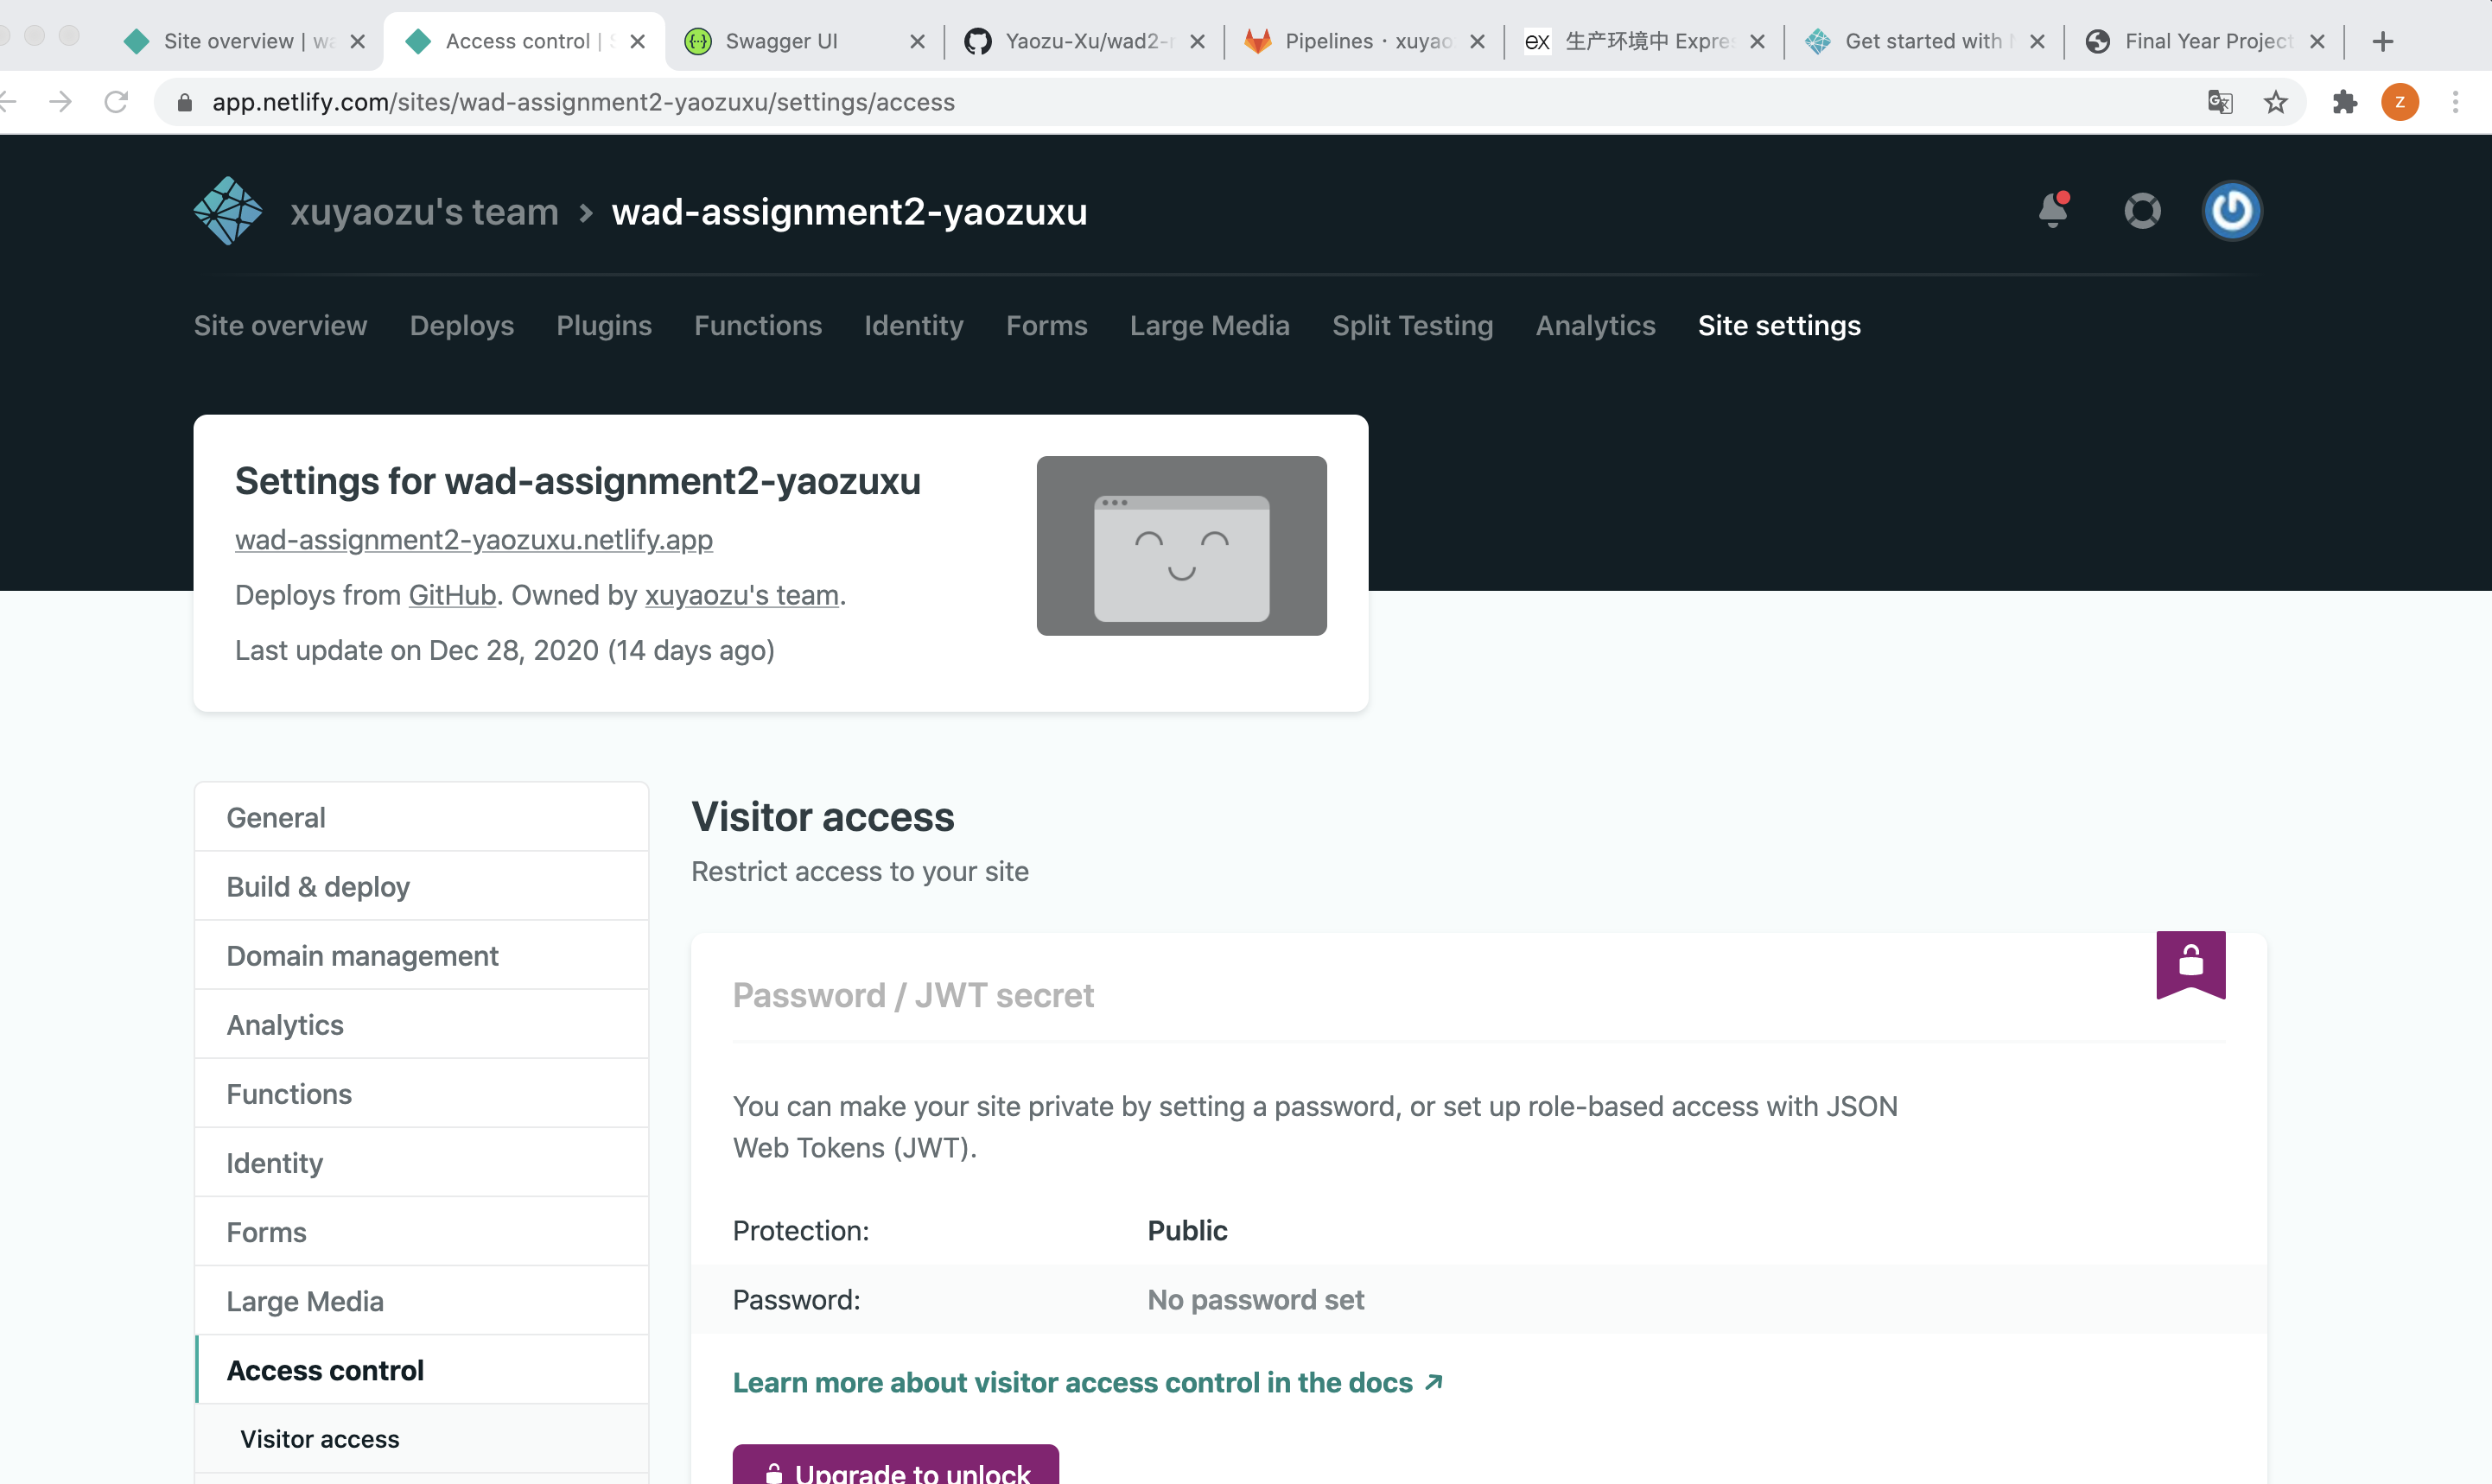 Site overview | wa
Access control | S
Swagger UI
Yaozu-Xu/wad2-
Pipelines · xuyao
ex 生产环境中 Expre
Get started with
Final Year Project
app.netlify.com/sites/wad-assignment2-yaozuxu/settings/access
Z
xuyaozu's team > wad-assignment2-yaozuxu
Site overview Deploys Plugins Functions Identity Forms Large Media Split Testing Analytics Site settings
Settings for wad-assignment2-yaozuxu
wad-assignment2-yaozuxu.netlify.app
Deploys from GitHub. Owned by xuyaozu's team.
Last update on Dec 28, 2020 (14 days ago)
General
Build & deploy
Domain management
Analytics
Functions
Identity
Forms
Large Media
Access control
Visitor access
Visitor access
Restrict access to your site
Password / JWT secret
You can make your site private by setting a password, or set up role-based access with JSON
Web Tokens (JWT).
Protection: Public
Password: No password set
Learn more about visitor access control in the docs ↗
Upgrade to unlock